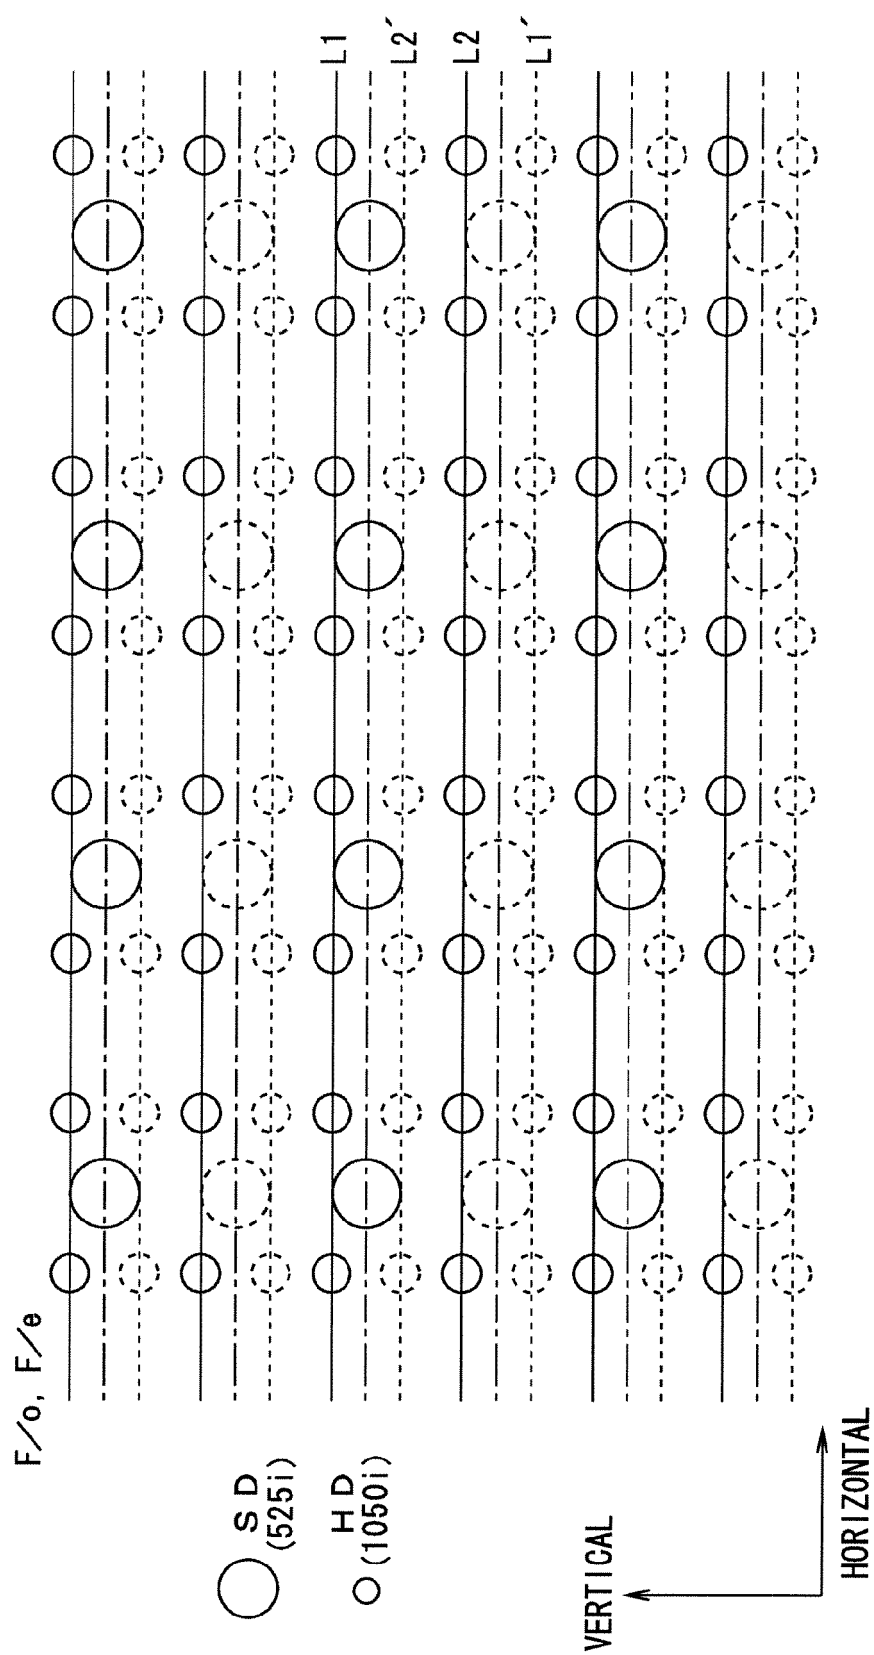 F/o, F/e
L1
L2´
L2
L1´
SD
(525i)
HD
(1050i)
VERTICAL
HORIZONTAL